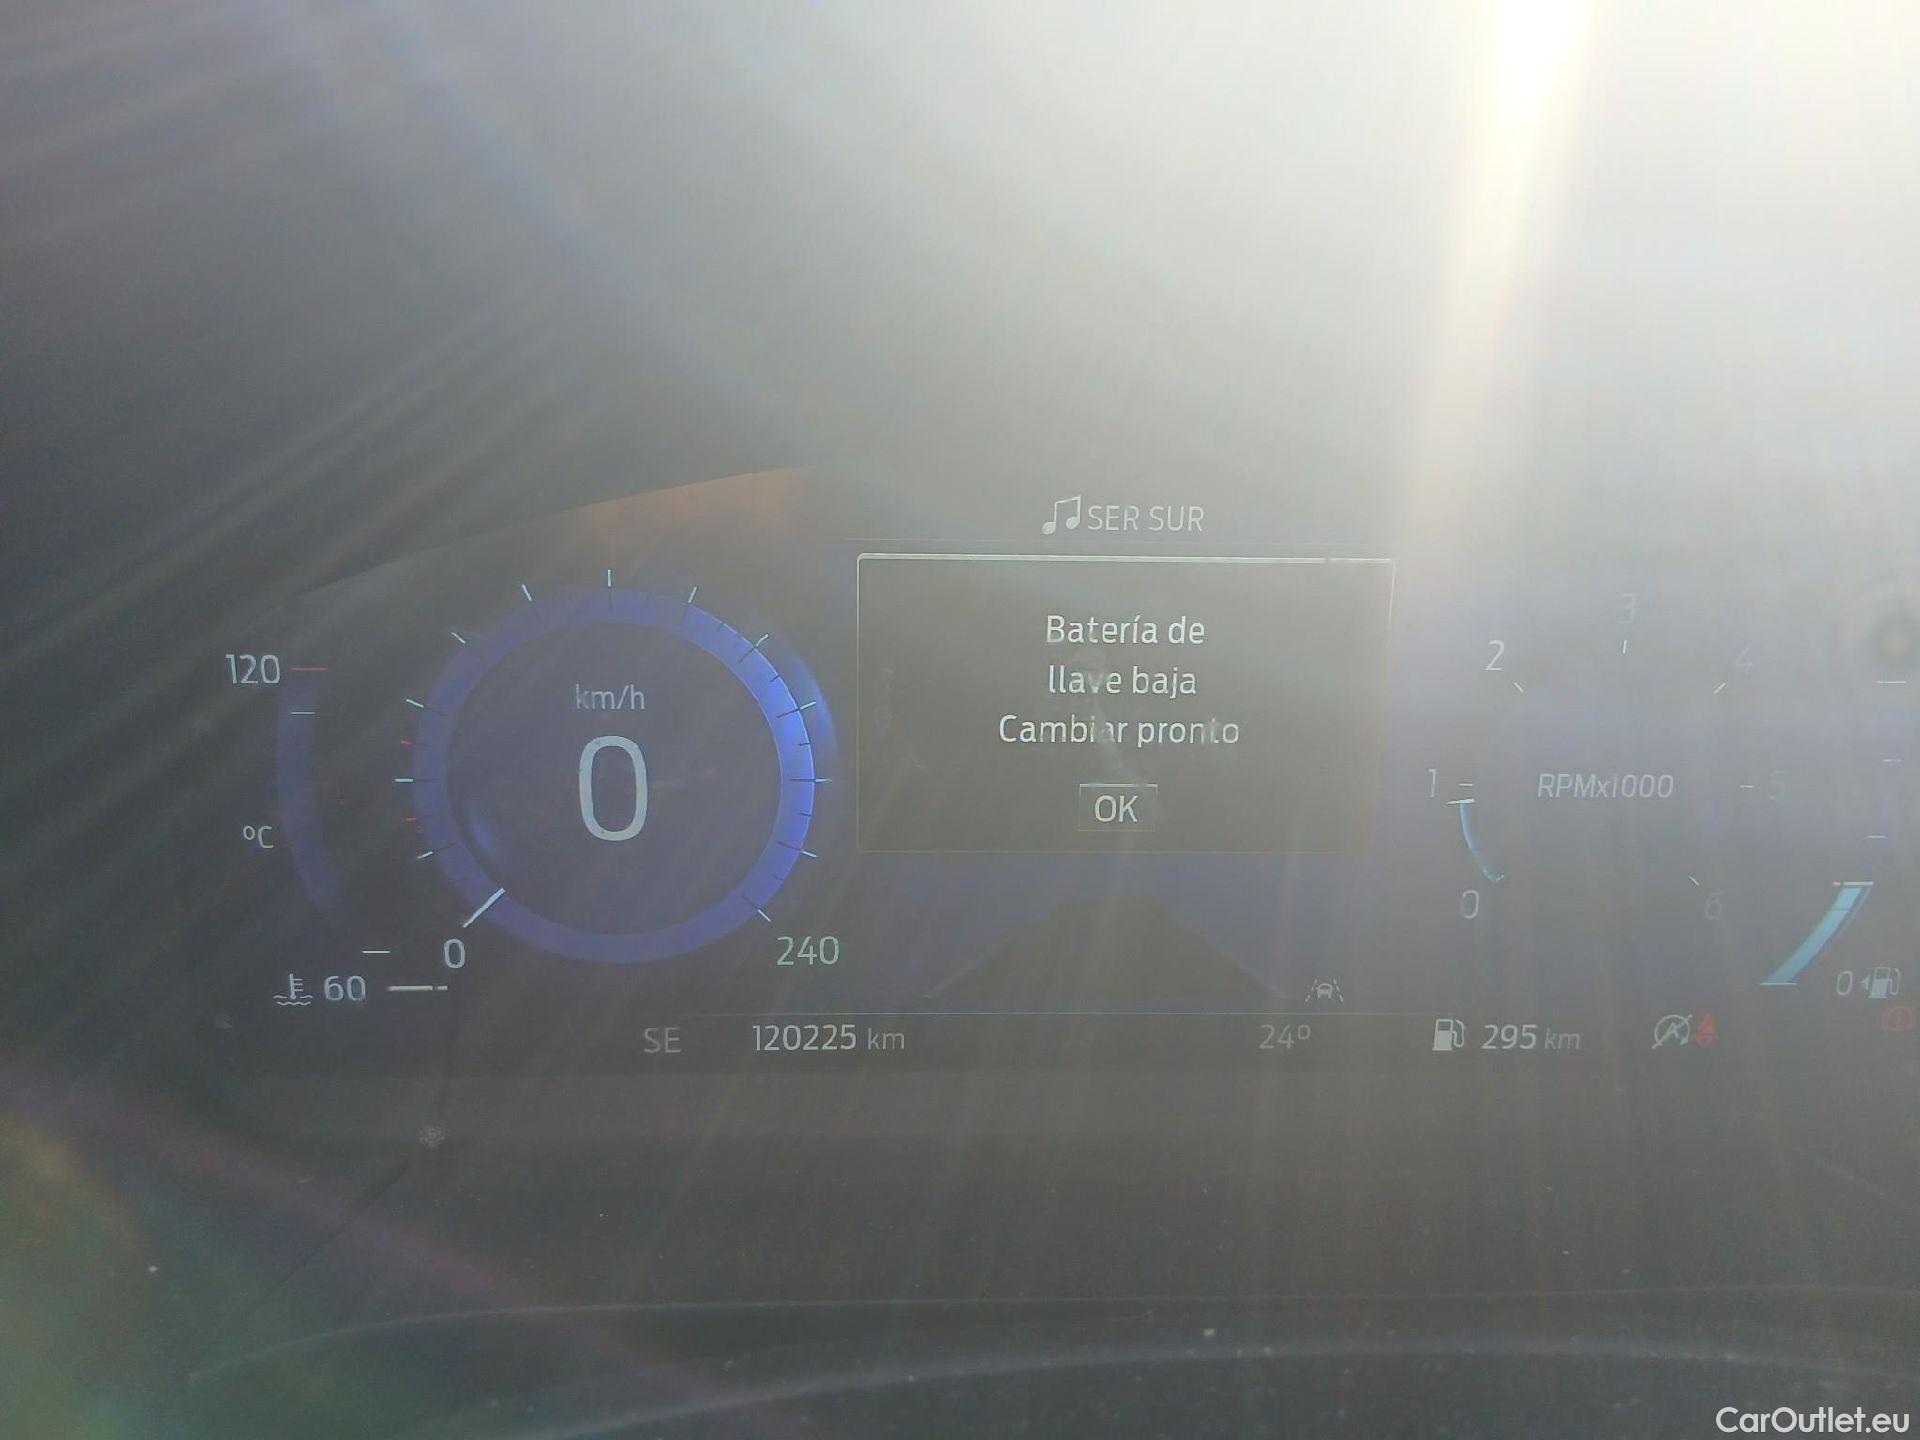 SER SUR
Batería de
llave baja
Cambiar pronto
OK
120
km/h
0
°C
0
240
60
1
2
3
4
5
6
0
RPMx1000
0
SE
120225 km
24°
295 km
CarOutlet.eu